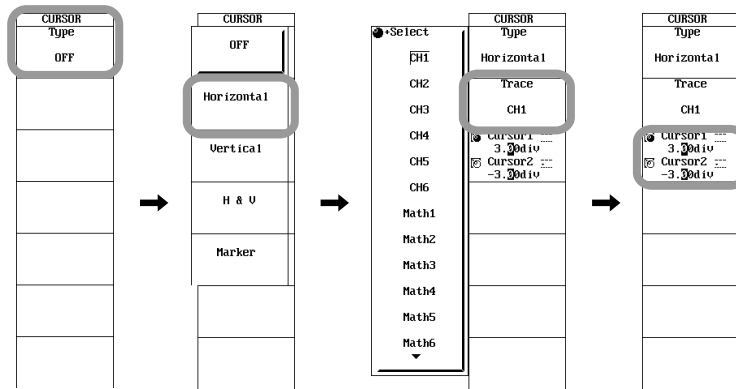 CURSOR
Type
OFF
CURSOR
OFF
Horizontal
Vertical
H & V
Marker
+Select
CH1
CH2
CH3
CH4
CH5
CH6
Math1
Math2
Math3
Math4
Math5
Math6
CURSOR
Type
Horizontal
Trace
CH1
Cursor1
3.00div
Cursor2
-3.00div
CURSOR
Type
Horizontal
Trace
CH1
Cursor1
3.00div
Cursor2
-3.00div